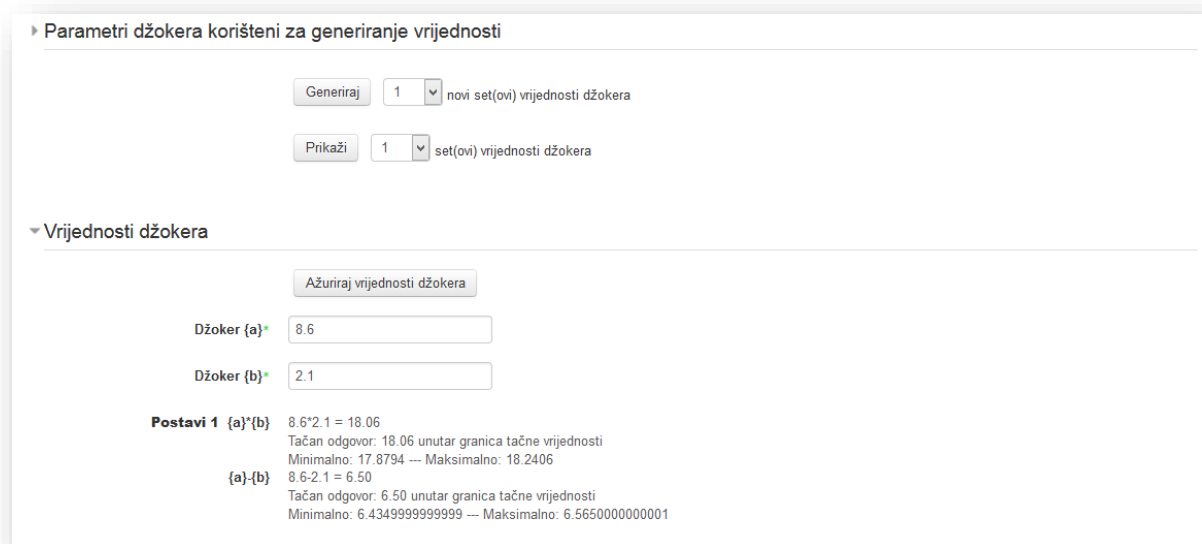 Parametri džokera korišteni za generiranje vrijednosti
Generiraj 1 novi set(ovi) vrijednosti džokera
Prikaži 1 set(ovi) vrijednosti džokera
Vrijednosti džokera
Ažuriraj vrijednosti džokera
Džoker {a}* 8.6
Džoker {b}* 2.1
Postavi 1 {a}*{b} 8.6*2.1 = 18.06
Tačan odgovor: 18.06 unutar granica tačne vrijednosti
Minimalno: 17.8794 --- Maksimalno: 18.2406
{a}-{b} 8.6-2.1 = 6.50
Tačan odgovor: 6.50 unutar granica tačne vrijednosti
Minimalno: 6.4349999999999 --- Maksimalno: 6.5650000000001